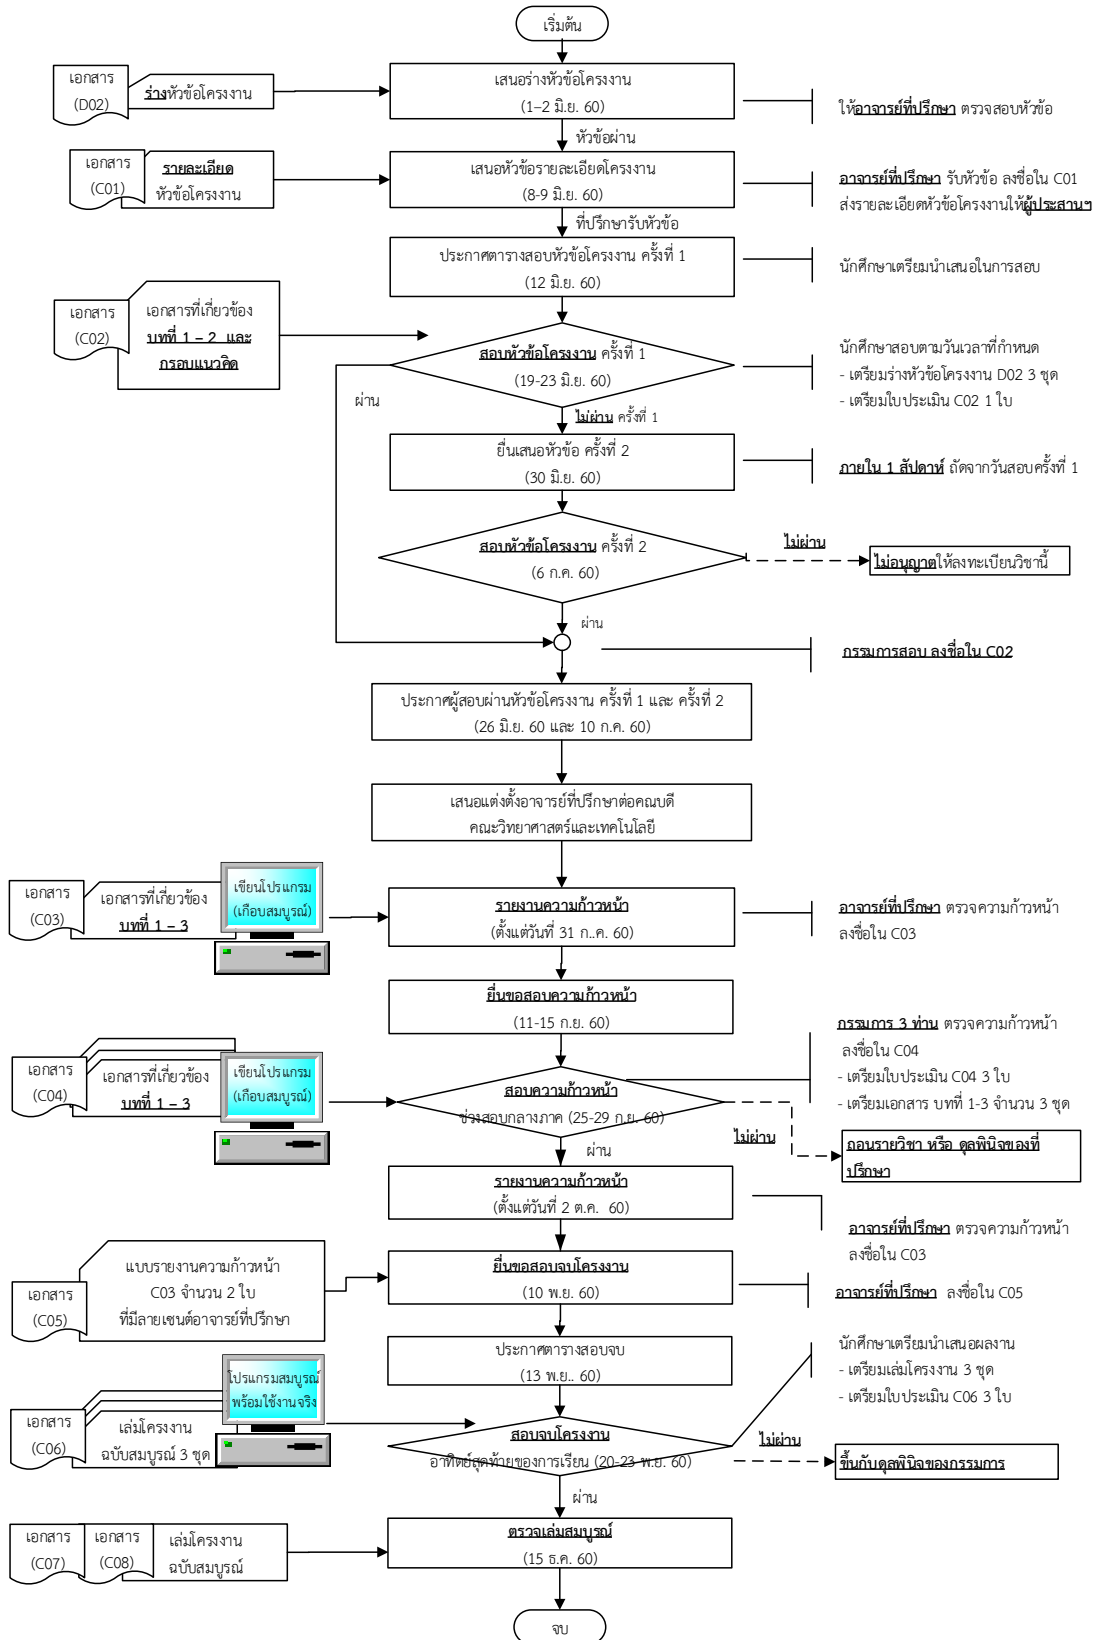 เริ่มต้น
เอกสาร
(D02)
ร่างหัวข้อโครงงาน
เสนอร่างหัวข้อโครงงาน
(1–2 มิ.ย. 60)
ให้อาจารย์ที่ปรึกษา ตรวจสอบหัวข้อ
หัวข้อผ่าน
เอกสาร
(C01)
รายละเอียด
หัวข้อโครงงาน
เสนอหัวข้อรายละเอียดโครงงาน
(8-9 มิ.ย. 60)
อาจารย์ที่ปรึกษา รับหัวข้อ ลงชื่อใน C01
ส่งรายละเอียดหัวข้อโครงงานให้ผู้ประสานฯ
ที่ปรึกษารับหัวข้อ
ประกาศตารางสอบหัวข้อโครงงาน ครั้งที่ 1
(12 มิ.ย. 60)
นักศึกษาเตรียมนำเสนอในการสอบ
เอกสาร
(C02)
เอกสารที่เกี่ยวข้อง
บทที่ 1 – 2 และ
กรอบแนวคิด
สอบหัวข้อโครงงาน ครั้งที่ 1
(19-23 มิ.ย. 60)
นักศึกษาสอบตามวันเวลาที่กำหนด
- เตรียมร่างหัวข้อโครงงาน D02 3 ชุด
- เตรียมใบประเมิน C02 1 ใบ
ผ่าน
ไม่ผ่าน ครั้งที่ 1
ยื่นเสนอหัวข้อ ครั้งที่ 2
(30 มิ.ย. 60)
ภายใน 1 สัปดาห์ ถัดจากวันสอบครั้งที่ 1
สอบหัวข้อโครงงาน ครั้งที่ 2
(6 ก.ค. 60)
ไม่ผ่าน
ไม่อนุญาตให้ลงทะเบียนวิชานี้
ผ่าน
กรรมการสอบ ลงชื่อใน C02
ประกาศผู้สอบผ่านหัวข้อโครงงาน ครั้งที่ 1 และ ครั้งที่ 2
(26 มิ.ย. 60 และ 10 ก.ค. 60)
เสนอแต่งตั้งอาจารย์ที่ปรึกษาต่อคณบดี
คณะวิทยาศาสตร์และเทคโนโลยี
เอกสาร
(C03)
เอกสารที่เกี่ยวข้อง
บทที่ 1 – 3
เขียนโปรแกรม
(เกือบสมบูรณ์)
รายงานความก้าวหน้า
(ตั้งแต่วันที่ 31 ก..ค. 60)
อาจารย์ที่ปรึกษา ตรวจความก้าวหน้า
ลงชื่อใน C03
ยื่นขอสอบความก้าวหน้า
(11-15 ก.ย. 60)
เอกสาร
(C04)
เอกสารที่เกี่ยวข้อง
บทที่ 1 – 3
เขียนโปรแกรม
(เกือบสมบูรณ์)
สอบความก้าวหน้า
ช่วงสอบกลางภาค (25-29 ก.ย. 60)
กรรมการ 3 ท่าน ตรวจความก้าวหน้า
ลงชื่อใน C04
- เตรียมใบประเมิน C04 3 ใบ
- เตรียมเอกสาร บทที่ 1-3 จำนวน 3 ชุด
ไม่ผ่าน
ถอนรายวิชา หรือ ดุลพินิจของที่
ปรึกษา
ผ่าน
รายงานความก้าวหน้า
(ตั้งแต่วันที่ 2 ต.ค. 60)
อาจารย์ที่ปรึกษา ตรวจความก้าวหน้า
ลงชื่อใน C03
เอกสาร
(C05)
แบบรายงานความก้าวหน้า
C03 จำนวน 2 ใบ
ที่มีลายเซนต์อาจารย์ที่ปรึกษา
ยื่นขอสอบจบโครงงาน
(10 พ.ย. 60)
อาจารย์ที่ปรึกษา ลงชื่อใน C05
ประกาศตารางสอบจบ
(13 พ.ย.. 60)
นักศึกษาเตรียมนำเสนอผลงาน
- เตรียมเล่มโครงงาน 3 ชุด
- เตรียมใบประเมิน C06 3 ใบ
เอกสาร
(C06)
เล่มโครงงาน
ฉบับสมบูรณ์ 3 ชุด
โปรแกรมสมบูรณ์
พร้อมใช้งานจริง
สอบจบโครงงาน
อาทิตย์สุดท้ายของการเรียน (20-23 พ.ย. 60)
ไม่ผ่าน
ขึ้นกับดุลพินิจของกรรมการ
ผ่าน
เอกสาร
(C07)
เอกสาร
(C08)
เล่มโครงงาน
ฉบับสมบูรณ์
ตรวจเล่มสมบูรณ์
(15 ธ.ค. 60)
จบ